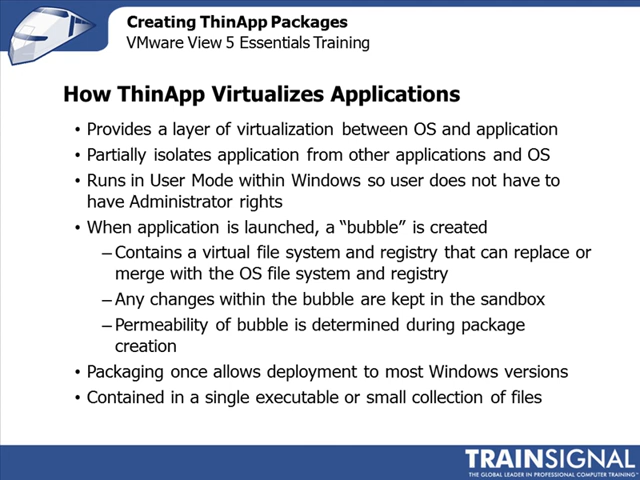 Creating ThinApp Packages
VMware View 5 Essentials Training
How ThinApp Virtualizes Applications
• Provides a layer of virtualization between OS and application
• Partially isolates application from other applications and OS
• Runs in User Mode within Windows so user does not have to
have Administrator rights
• When application is launched, a “bubble” is created
– Contains a virtual file system and registry that can replace or
merge with the OS file system and registry
– Any changes within the bubble are kept in the sandbox
– Permeability of bubble is determined during package
creation
• Packaging once allows deployment to most Windows versions
• Contained in a single executable or small collection of files
TRAINSIGNAL
THE GLOBAL LEADER IN PROFESSIONAL COMPUTER TRAINING™